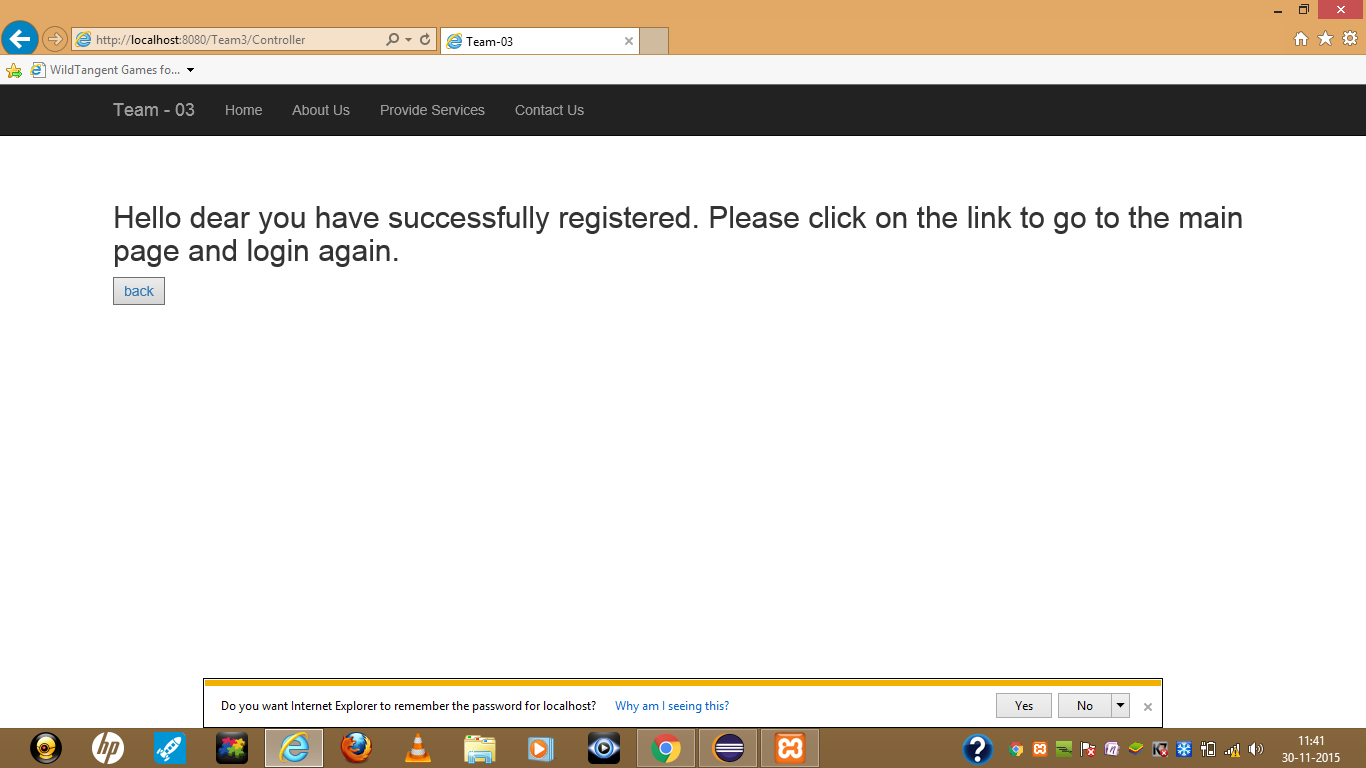 http://localhost:8080/Team3/Controller
Team-03
WildTangent Games fo...
Team - 03 Home About Us Provide Services Contact Us
Hello dear you have successfully registered. Please click on the link to go to the main
page and login again.
back
Do you want Internet Explorer to remember the password for localhost? Why am I seeing this? Yes No
hp
11:41
30-11-2015